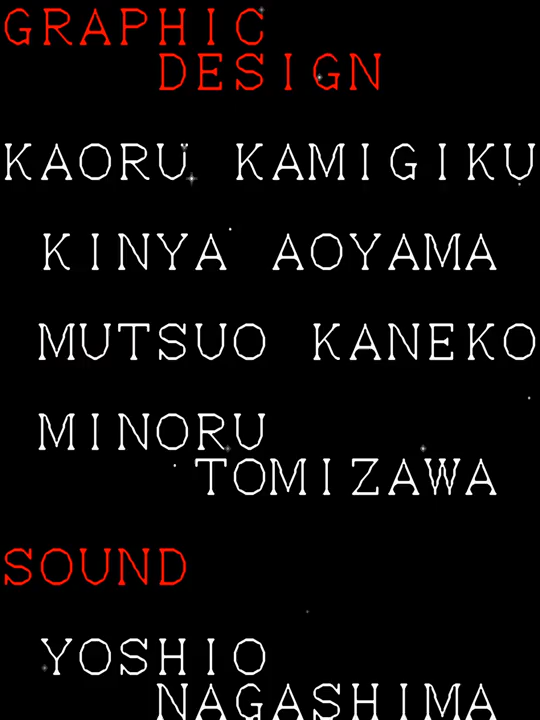 GRAPHIC
DESIGN
KAORU KAMIGIKU
KINYA AOYAMA
MUTSUO KANEKO
MINORU
TOMIZAWA
SOUND
YOSHIO
NAGASHIMA